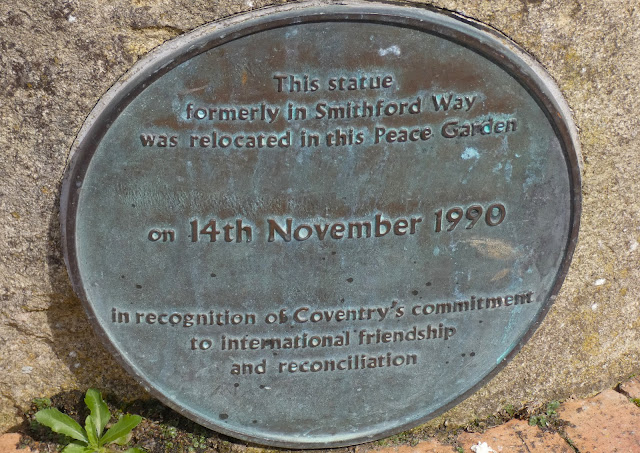 This statue
formerly in Smithford Way
was relocated in this Peace Garden
on 14th November 1990
in recognition of Coventry's commitment
to international friendship
and reconciliation